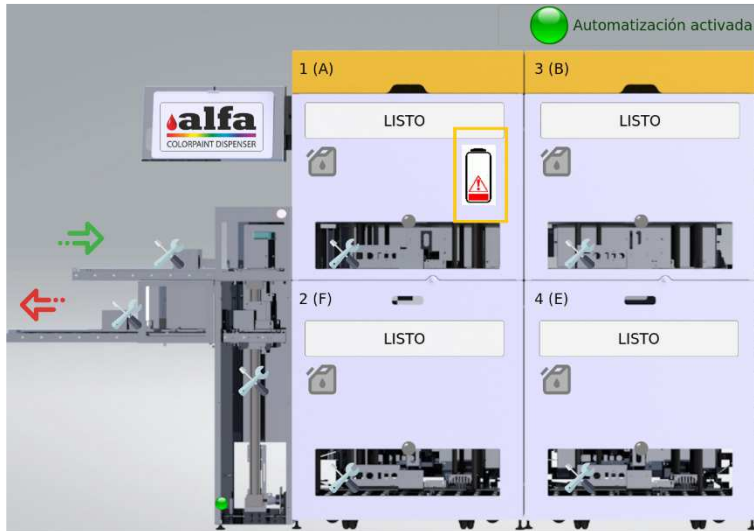 Automatización activada
1 (A)
3 (B)
alfa
COLORPAINT DISPENSER
LISTO
LISTO
2 (F)
4 (E)
LISTO
LISTO